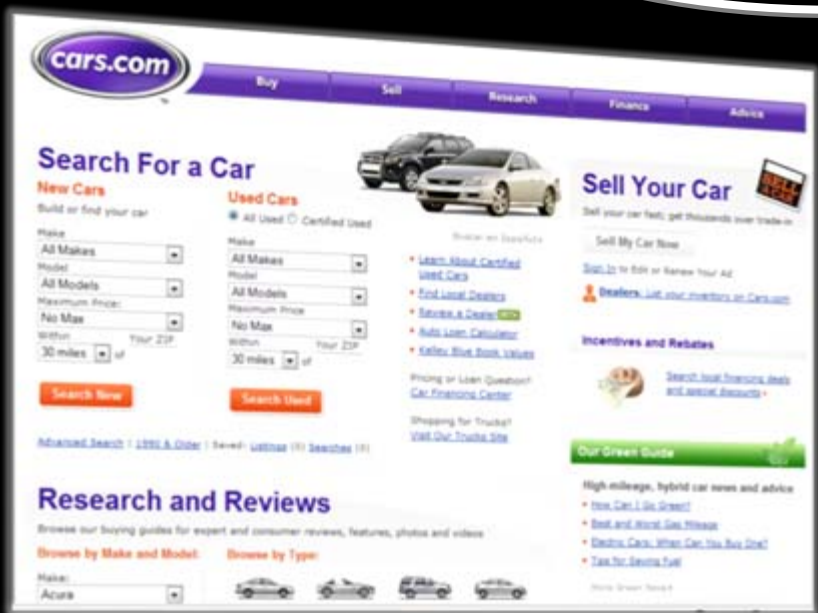 cars.com
Buy
Sell
Research
Finance
Advice
Search For a Car
New Cars
Build or find your car
Make
All Makes
Model
All Models
Maximum Price:
No Max
Within
Your ZIP
30 miles
of
Search New
Used Cars
All Used
Certified Used
Make
All Makes
Model
All Models
Maximum Price
No Max
Within
Your ZIP
30 miles
of
Search Used
Advanced Search | 1990 & Older | Saved: Listings (0) Searches (0)
Buscar en Español
Learn About Certified
Used Cars
Find Local Dealers
Review a Dealer
Auto Loan Calculator
Kelley Blue Book Values
Pricing or Loan Question?
Car Financing Center
Shopping for Trucks?
Visit Our Trucks Site
Sell Your Car
SELL
A CAR
Sell your car fast; get thousands over trade-in
Sell My Car Now
Sign In to Edit or Renew Your Ad
Dealers: List your inventory on Cars.com
Incentives and Rebates
Search local financing deals
and special discounts
Our Green Guide
High-mileage, hybrid car news and advice
How Can I Go Green?
Best and Worst Gas Mileage
Electric Cars: When Can You Buy One?
Tips for Saving Fuel
More Green News
Research and Reviews
Browse our buying guides for expert and consumer reviews, features, photos and videos
Browse by Make and Model:
Make:
Acura
Browse by Type: